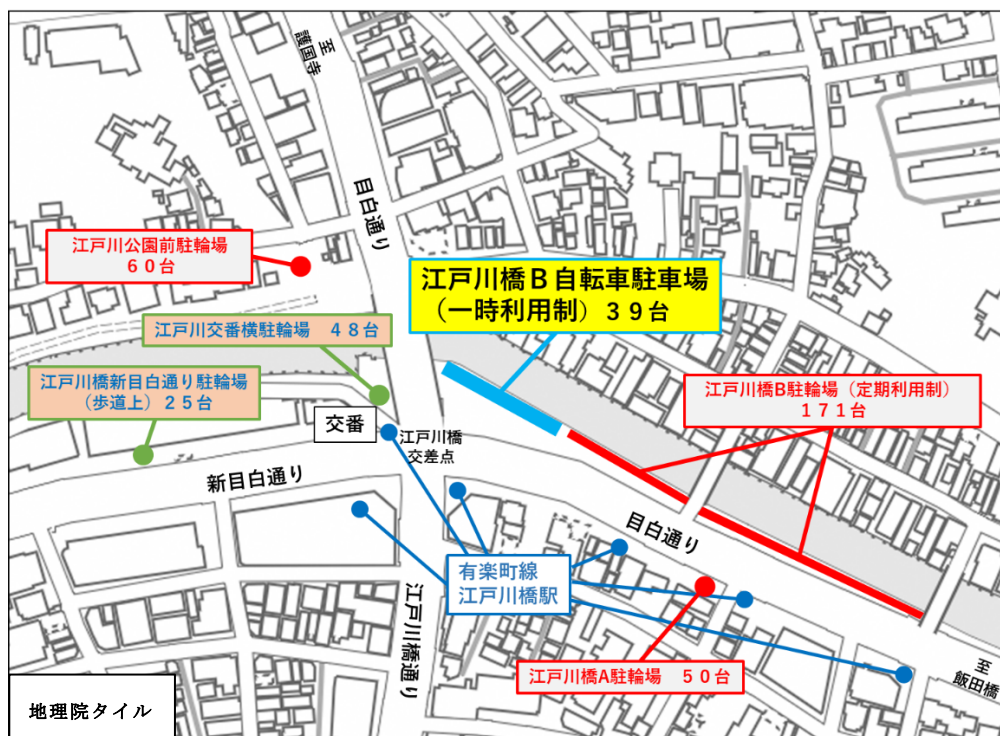 至
護国寺
目白通り
江戸川公園前駐輪場
６０台
江戸川橋Ｂ自転車駐車場
（一時利用制）３９台
江戸川交番横駐輪場　４８台
江戸川橋新目白通り駐輪場
（歩道上）２５台
江戸川橋B駐輪場（定期利用制）
１７１台
交番
江戸川橋
交差点
新目白通り
目白通り
有楽町線
江戸川橋駅
江戸川橋通り
江戸川橋A駐輪場　５０台
至
飯田橋
地理院タイル